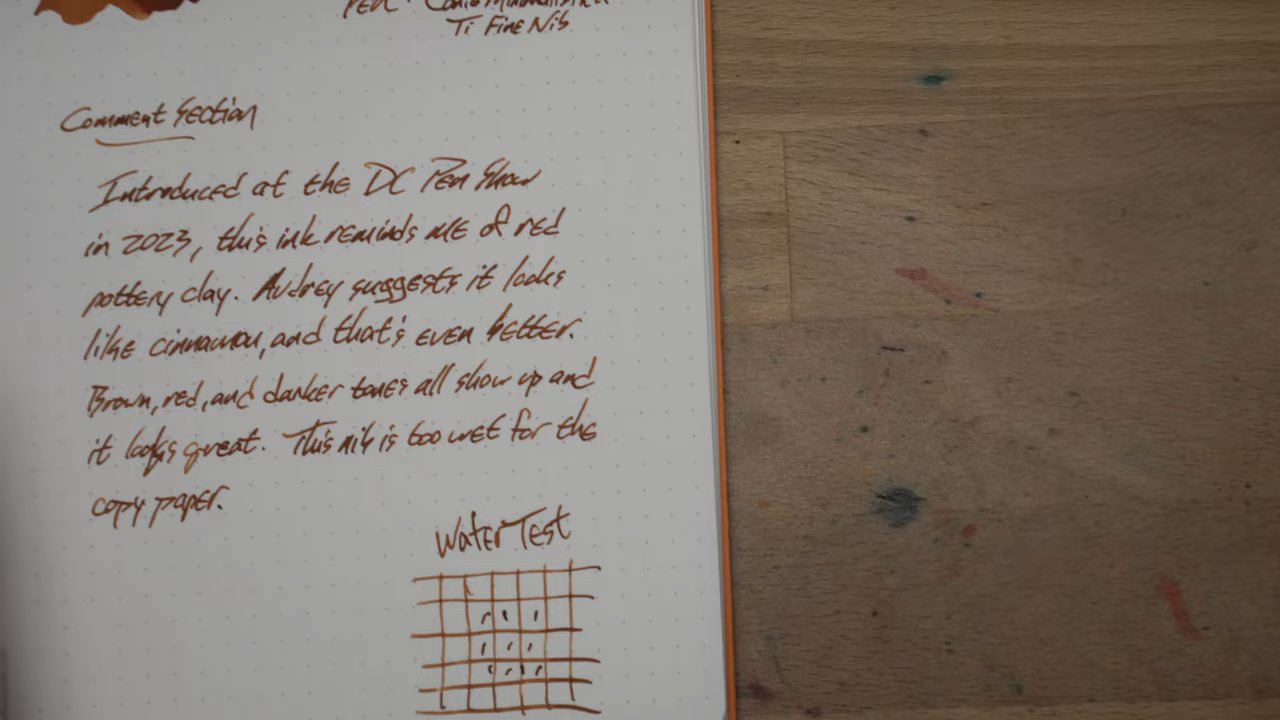 Pen:
Ti Fine Nib
Comment Section
Introduced at the DC Pen Show
in 2023, this ink reminds me of red
pottery clay. Audrey suggests it looks
like cinnamon, and that's even better.
Brown, red, and darker tones all show up and
it looks great. This nib is too wet for the
copy paper.
Water Test